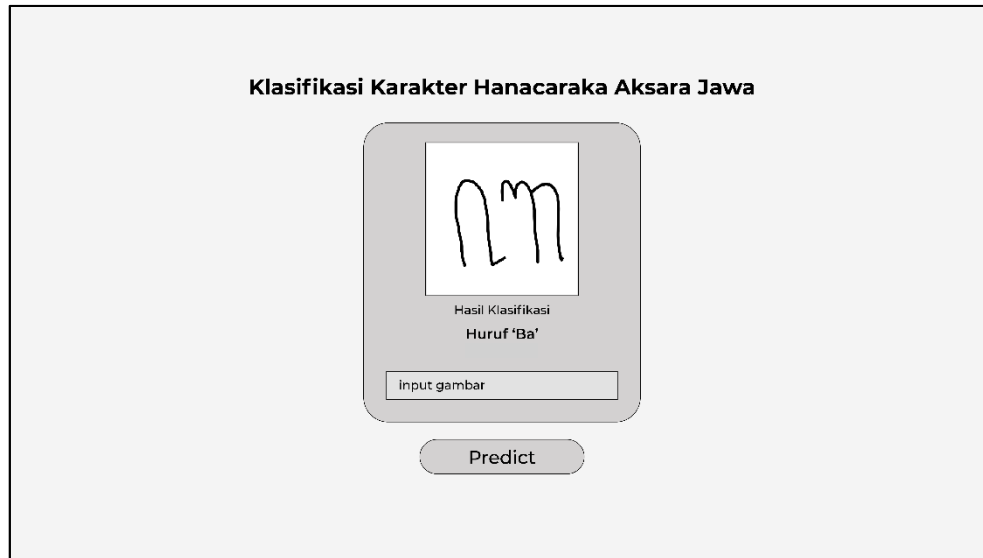 Klasifikasi Karakter Hanacaraka Aksara Jawa
Hasil Klasifikasi
Huruf ‘Ba’
input gambar
Predict